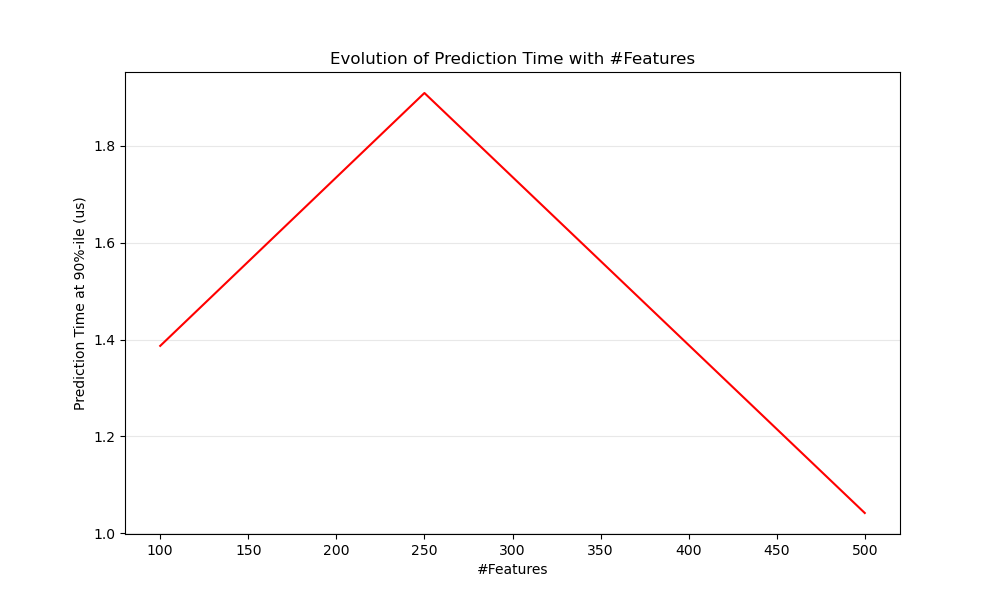 Evolution of Prediction Time with #Features
Prediction Time at 90%-ile (us)
1.8
1.6
1.4
1.2
1.0
100 150 200 250 300 350 400 450 500
#Features